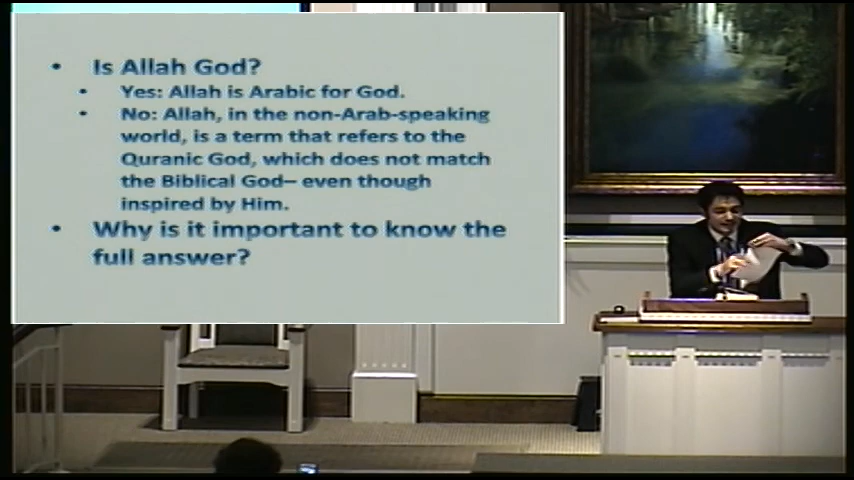 • Is Allah God?
• Yes: Allah is Arabic for God.
• No: Allah, in the non-Arab-speaking
world, is a term that refers to the
Quranic God, which does not match
the Biblical God– even though
inspired by Him.
• Why is it important to know the
full answer?